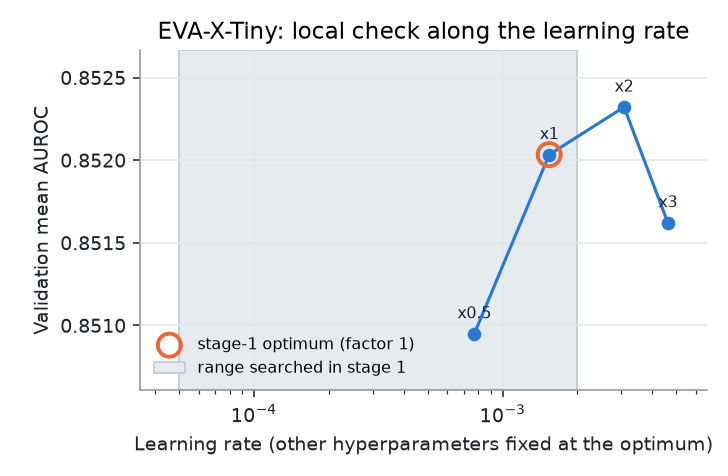 EVA-X-Tiny: local check along the learning rate
Validation mean AUROC
0.8525
0.8520
0.8515
0.8510
x0.5
x1
x2
x3
stage-1 optimum (factor 1)
range searched in stage 1
10⁻⁴
10⁻³
Learning rate (other hyperparameters fixed at the optimum)